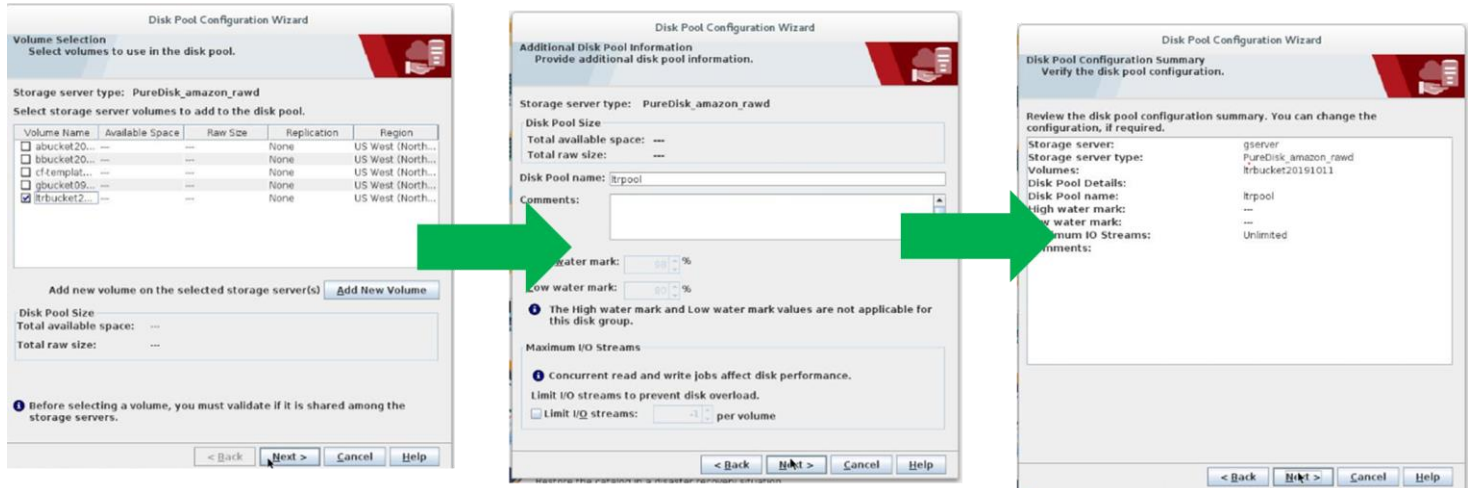 Disk Pool Configuration Wizard
Volume Selection
Select volumes to use in the disk pool.
Storage server type: PureDisk_amazon_rawd
Select storage server volumes to add to the disk pool.
Volume Name Available Space Raw Size Replication Region
abucket20... --- --- None US West (North...
bbucket20... --- --- None US West (North...
cf-templat... --- --- None US West (North...
gbucket09... --- --- None US West (North...
ltrbucket2... --- --- None US West (North...
Add new volume on the selected storage server(s) Add New Volume
Disk Pool Size
Total available space: ---
Total raw size: ---
Before selecting a volume, you must validate if it is shared among the
storage servers.
< Back Next > Cancel Help
Disk Pool Configuration Wizard
Additional Disk Pool Information
Provide additional disk pool information.
Storage server type: PureDisk_amazon_rawd
Disk Pool Size
Total available space: ---
Total raw size: ---
Disk Pool name: ltrpool
Comments:
water mark: %
Low water mark: 80 %
The High water mark and Low water mark values are not applicable for
this disk group.
Maximum I/O Streams
Concurrent read and write jobs affect disk performance.
Limit I/O streams to prevent disk overload.
Limit I/O streams: -1 per volume
< Back Next > Cancel Help
Restore the catalog in a disaster recovery situation
Disk Pool Configuration Wizard
Disk Pool Configuration Summary
Verify the disk pool configuration.
Review the disk pool configuration summary. You can change the
configuration, if required.
Storage server: gserver
Storage server type: PureDisk_amazon_rawd
Volumes: ltrbucket20191011
Disk Pool Details:
Disk Pool name: ltrpool
High water mark: ---
water mark: ---
IO Streams: Unlimited
< Back Next > Cancel Help